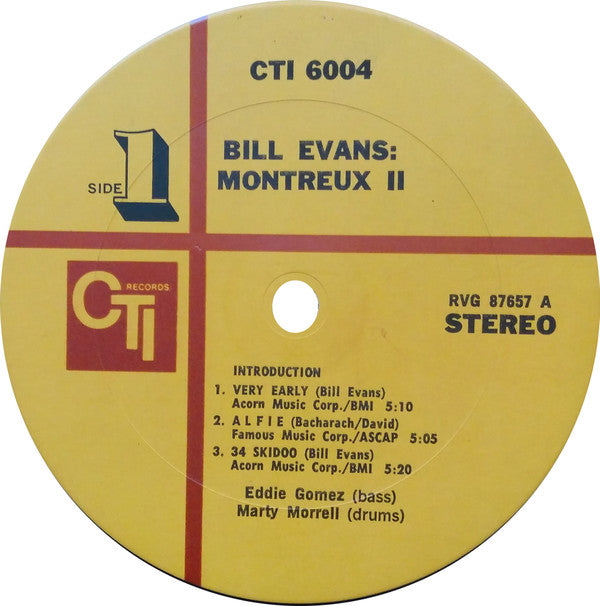 CTI 6004
SIDE 1
BILL EVANS:
MONTREUX II
CTI RECORDS
RVG 87657 A
STEREO
INTRODUCTION
1. VERY EARLY (Bill Evans)
Acorn Music Corp./BMI 5:10
2. ALFIE (Bacharach/David)
Famous Music Corp./ASCAP 5:05
3. 34 SKIDOO (Bill Evans)
Acorn Music Corp./BMI 5:20
Eddie Gomez (bass)
Marty Morrell (drums)